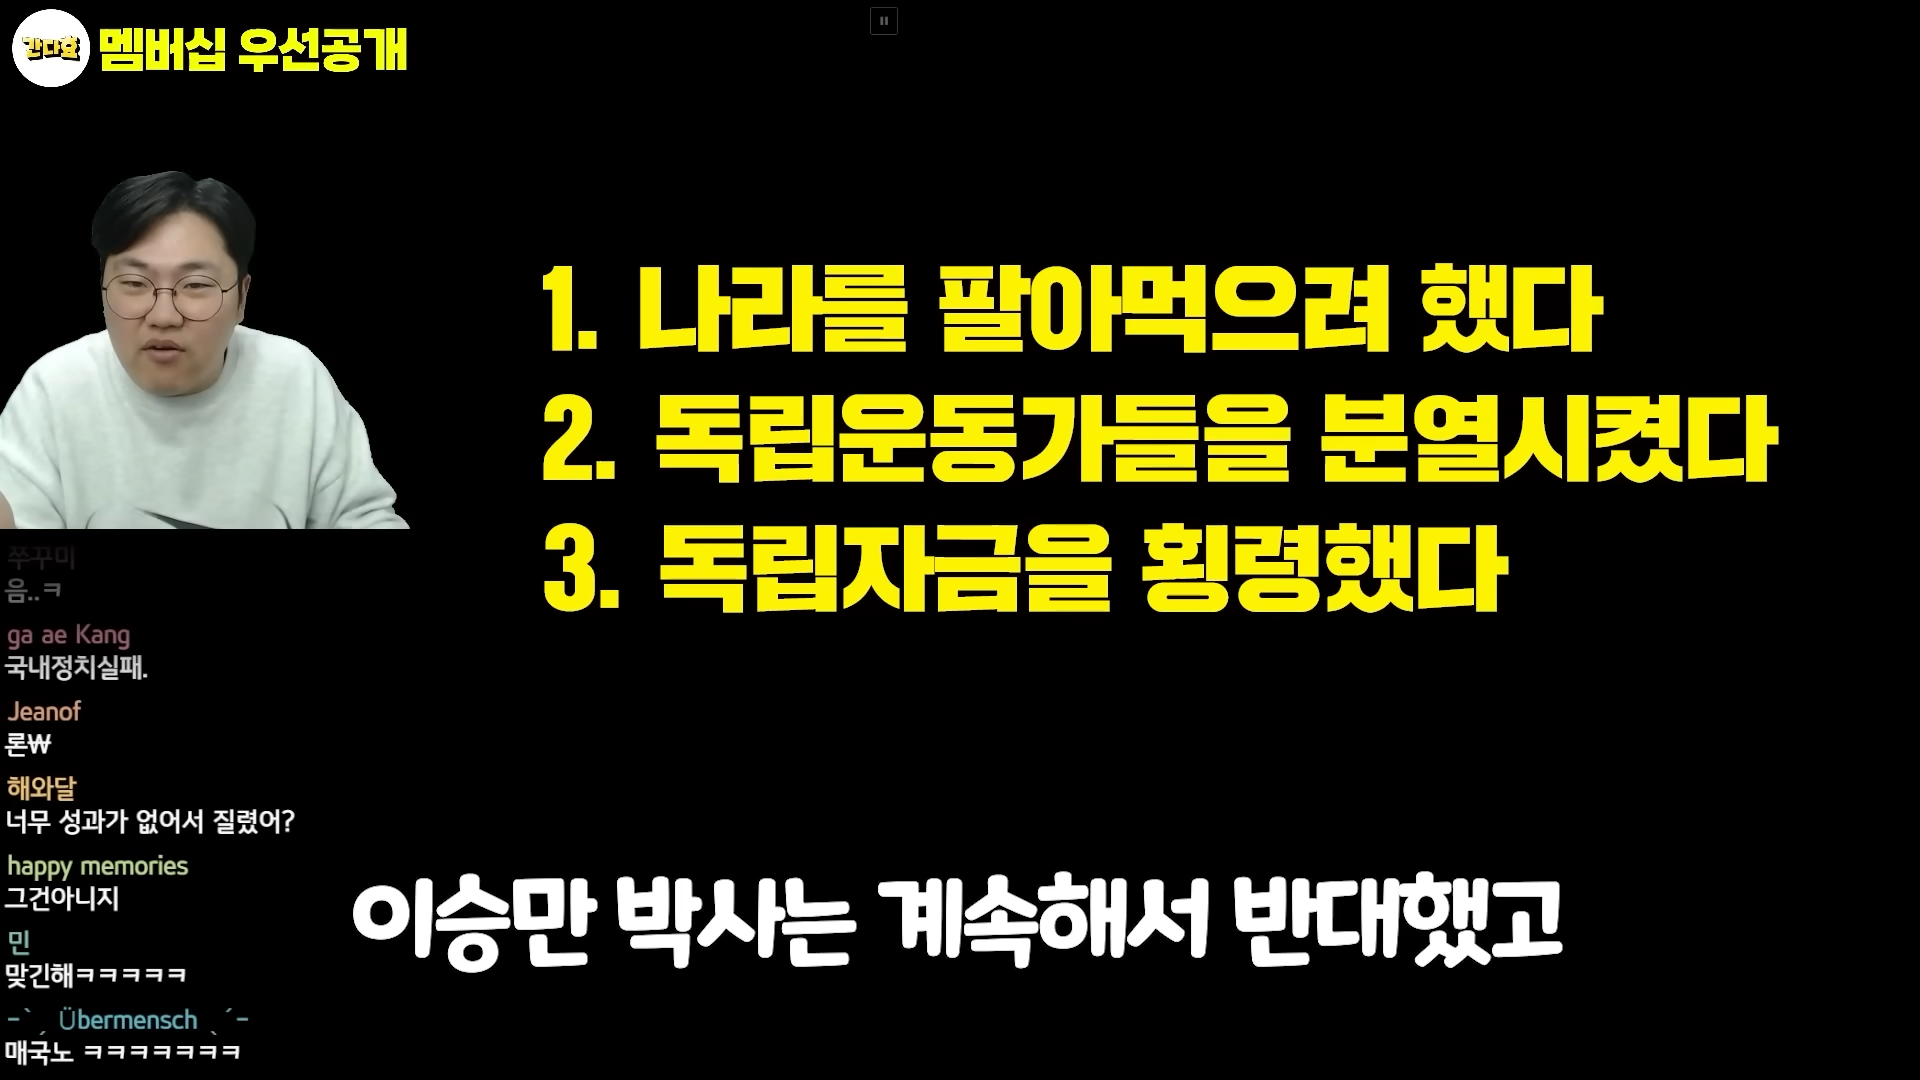 간다효 멤버십 우선공개
1. 나라를 팔아먹으려 했다
2. 독립운동가들을 분열시켰다
3. 독립자금을 횡령했다
쭈꾸미
음..ㅋ
ga ae Kang
국내정치실패.
Jeanof
론₩
해와달
너무 성과가 없어서 질렸어?
happy memories
그건아니지
민
맞긴해ㅋㅋㅋㅋㅋ
-ˋˏ Übermensch ˎˊ-
매국노 ㅋㅋㅋㅋㅋㅋㅋ
이승만 박사는 계속해서 반대했고